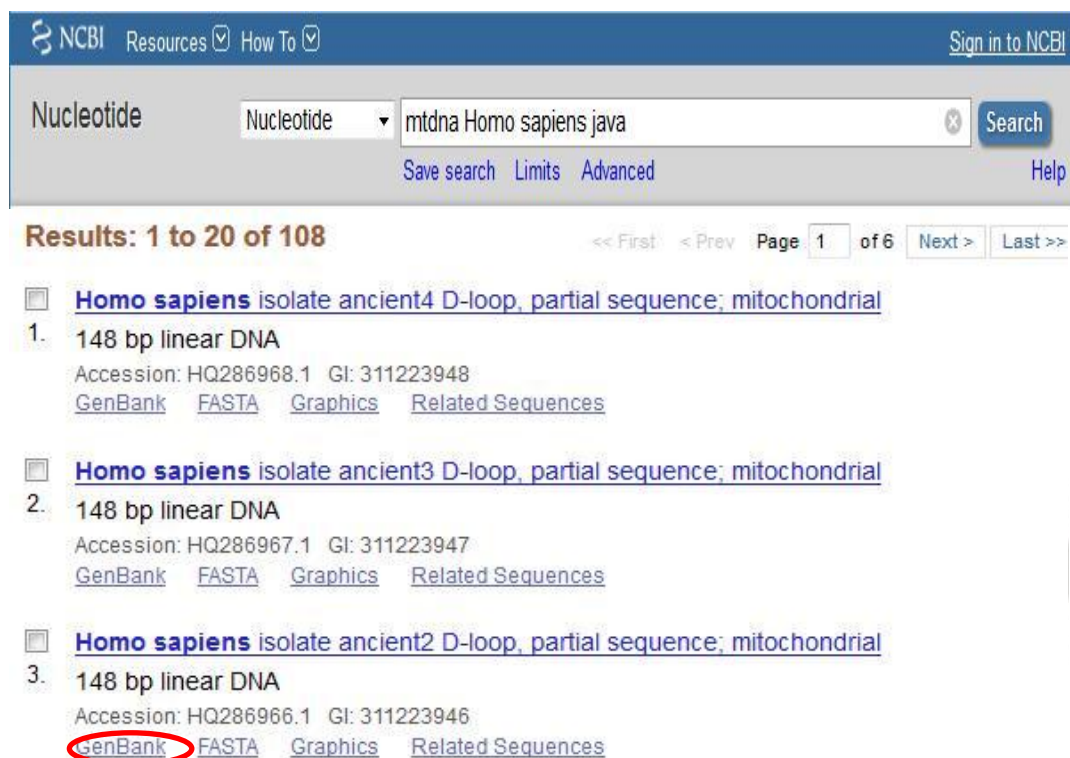 NCBI Resources How To Sign in to NCBI
Nucleotide Nucleotide mtdna Homo sapiens java Search
Save search Limits Advanced Help
Results: 1 to 20 of 108 << First < Prev Page 1 of 6 Next > Last >>
Homo sapiens isolate ancient4 D-loop, partial sequence; mitochondrial
1. 148 bp linear DNA
Accession: HQ286968.1 GI: 311223948
GenBank FASTA Graphics Related Sequences
Homo sapiens isolate ancient3 D-loop, partial sequence; mitochondrial
2. 148 bp linear DNA
Accession: HQ286967.1 GI: 311223947
GenBank FASTA Graphics Related Sequences
Homo sapiens isolate ancient2 D-loop, partial sequence; mitochondrial
3. 148 bp linear DNA
Accession: HQ286966.1 GI: 311223946
GenBank FASTA Graphics Related Sequences